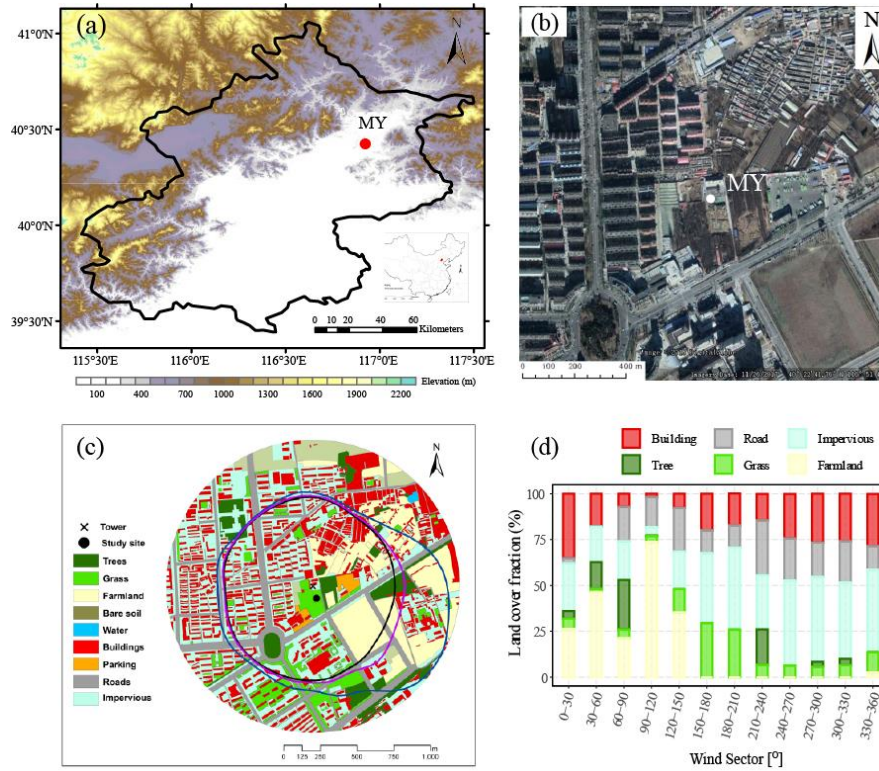 (a)
N
41°0'N
40°30'N
40°0'N
39°30'N
MY
0 10 20 40 60
Kilometers
115°30'E 116°0'E 116°30'E 117°0'E 117°30'E
100 400 700 1000 1300 1600 1900 2200 Elevation (m)
(b)
N
MY
0 100 200 400 m
(c)
N
Tower
Study site
Trees
Grass
Farmland
Bare soil
Water
Buildings
Parking
Roads
Impervious
0 125 250 500 750 1.000 m
(d)
Building Road Impervious
Tree Grass Farmland
Land cover fraction (%)
100
75
50
25
0
0–30 30–60 60–90 90–120 120–150 150–180 180–210 210–240 240–270 270–300 300–330 330–360
Wind Sector [°]